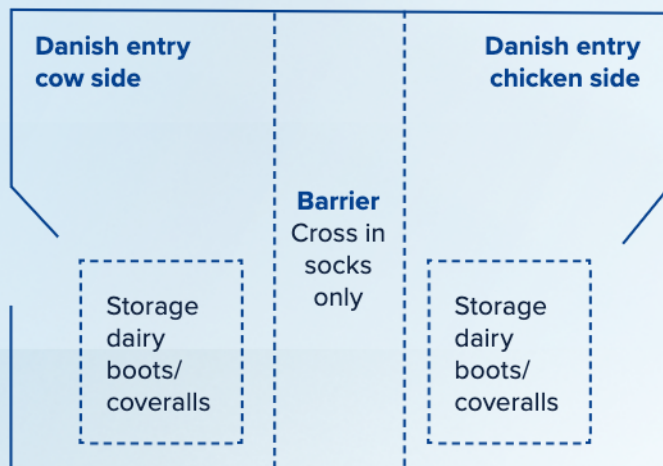 Danish entry
cow side
Danish entry
chicken side
Barrier
Cross in
socks
only
Storage
dairy
boots/
coveralls
Storage
dairy
boots/
coveralls